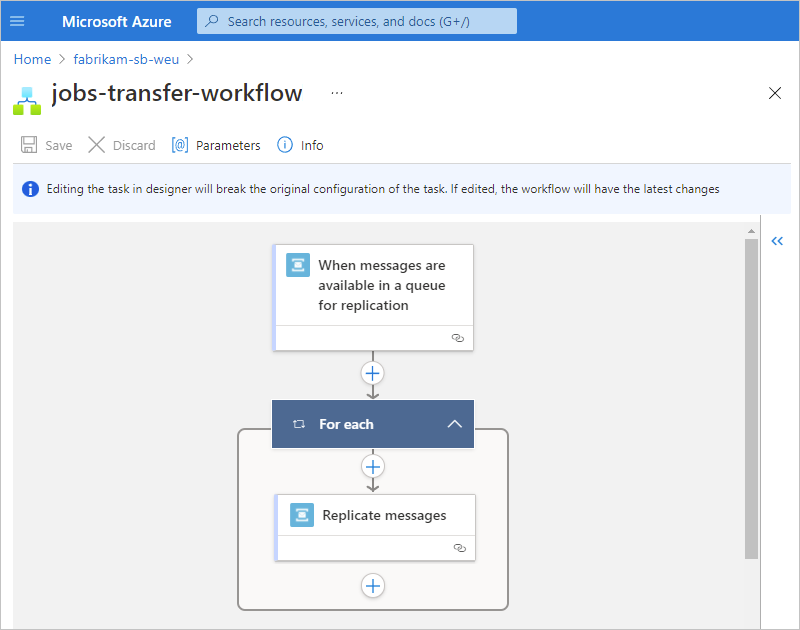 Microsoft Azure
Search resources, services, and docs (G+/)
Home > fabrikam-sb-weu >
jobs-transfer-workflow ...
Save Discard [@] Parameters Info
Editing the task in designer will break the original configuration of the task. If edited, the workflow will have the latest changes
When messages are
available in a queue
for replication
For each
Replicate messages